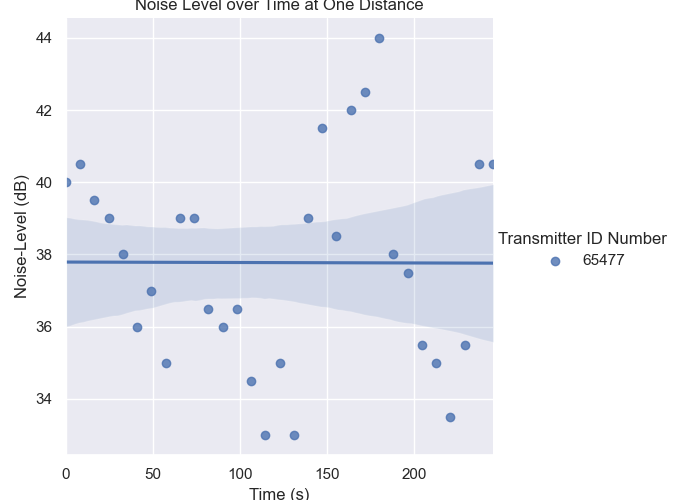 Noise Level over Time at One Distance
44
42
40
38
36
34
Noise-Level (dB)
0 50 100 150 200
Time (s)
Transmitter ID Number
65477